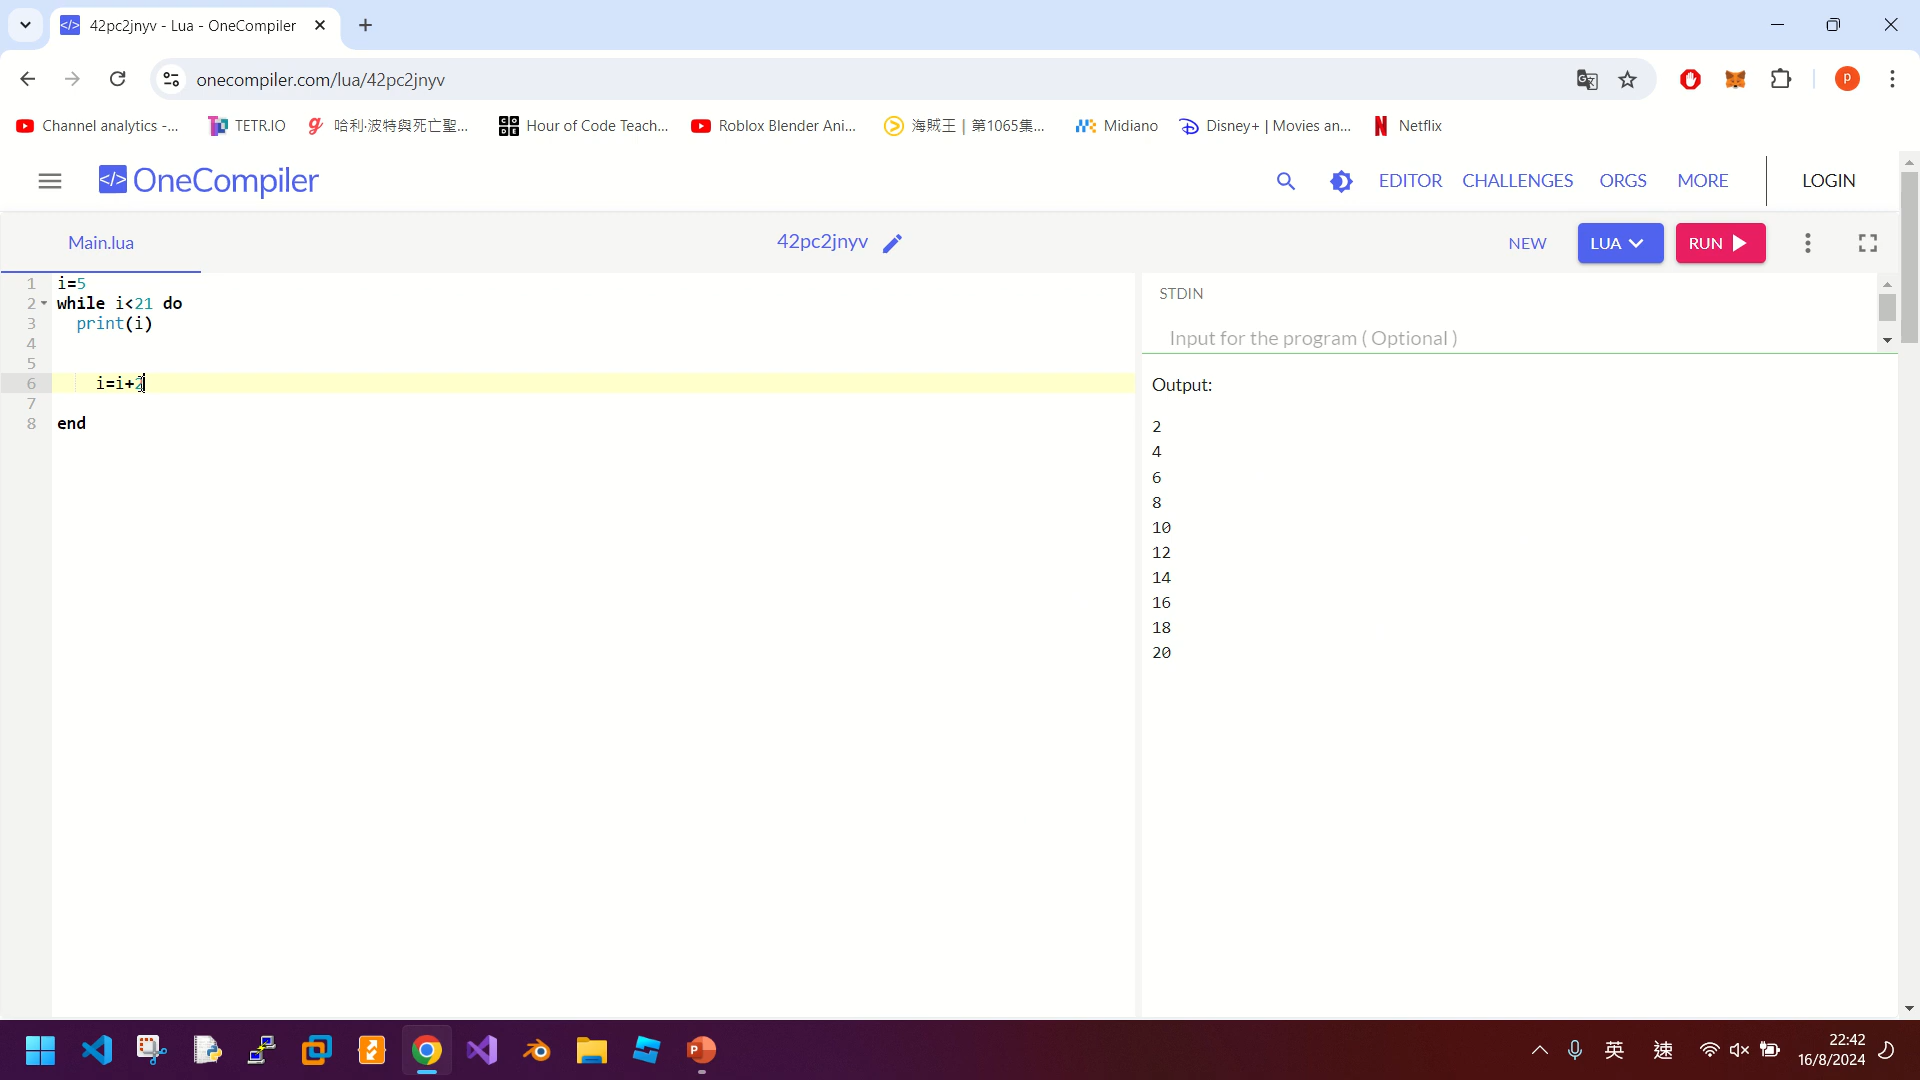 42pc2jnyv - Lua - OneCompiler
onecompiler.com/lua/42pc2jnyv
P
Channel analytics -...
TETR.IO
哈利·波特與死亡聖...
CODE
Hour of Code Teach...
Roblox Blender Ani...
海賊王 | 第1065集...
Midiano
Disney+ | Movies an...
Netflix
</> OneCompiler
EDITOR
CHALLENGES
ORGS
MORE
LOGIN
Main.lua
42pc2jnyv
NEW
LUA
RUN
1 i=5
2 while i<21 do
3 print(i)
4
5
6 i=i+2
7
8 end
STDIN
Input for the program ( Optional )
Output:
2
4
6
8
10
12
14
16
18
20
英
速
22:42
16/8/2024